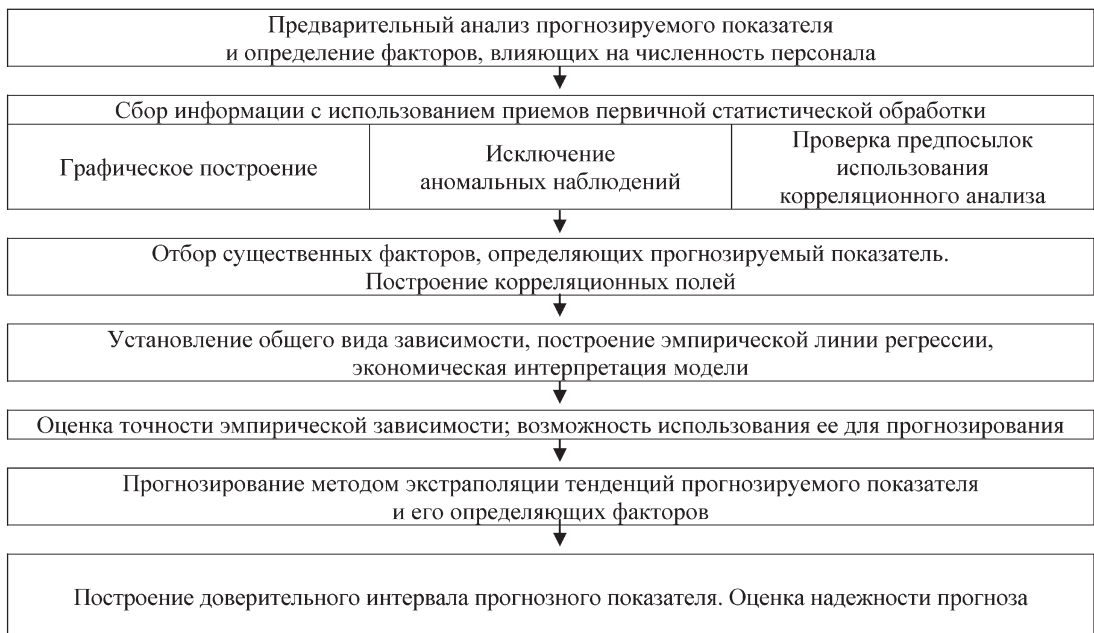 Предварительный анализ прогнозируемого показателя
и определение факторов, влияющих на численность персонала
Сбор информации с использованием приемов первичной статистической обработки
Графическое построение
Исключение
аномальных наблюдений
Проверка предпосылок
использования
корреляционного анализа
Отбор существенных факторов, определяющих прогнозируемый показатель.
Построение корреляционных полей
Установление общего вида зависимости, построение эмпирической линии регрессии,
экономическая интерпретация модели
Оценка точности эмпирической зависимости; возможность использования ее для прогнозирования
Прогнозирование методом экстраполяции тенденций прогнозируемого показателя
и его определяющих факторов
Построение доверительного интервала прогнозного показателя. Оценка надежности прогноза